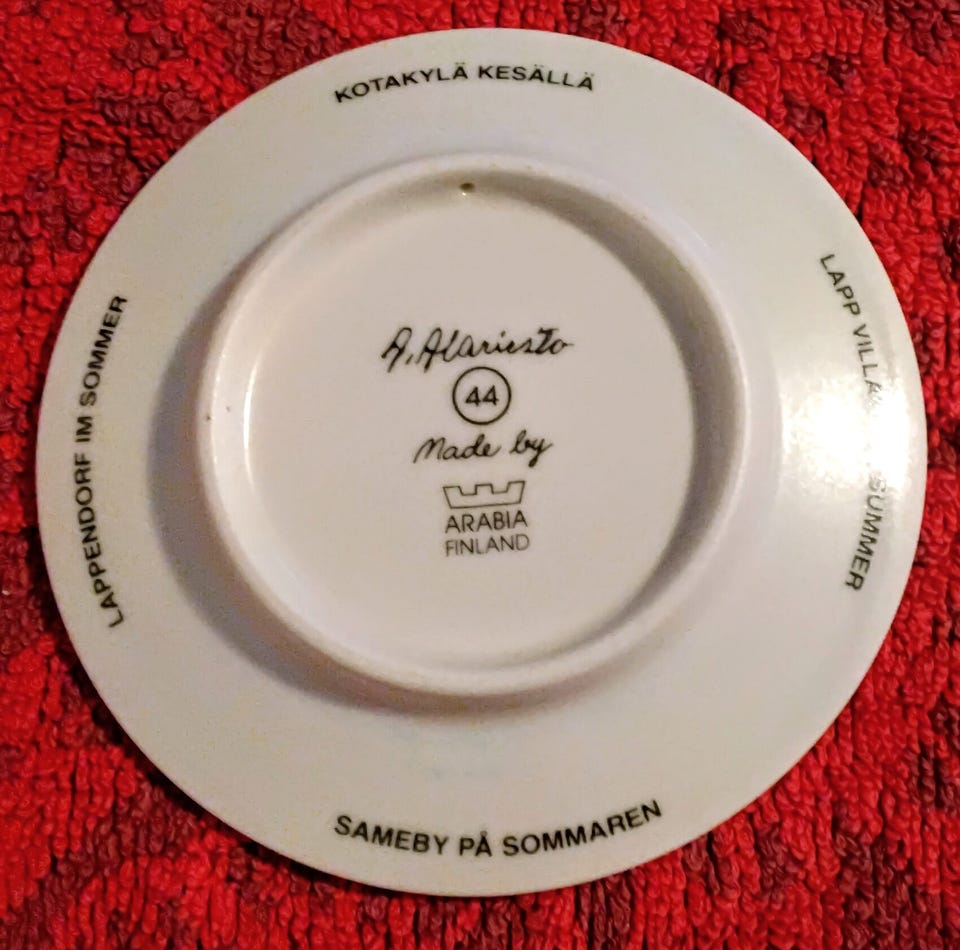 KOTAKYLÄ KESÄLLÄ
LAPP VILLA SUMMER
SAMEBY PÅ SOMMAREN
LAPPENDORF IM SOMMER
A. Alariesto
44
Made by
ARABIA
FINLAND